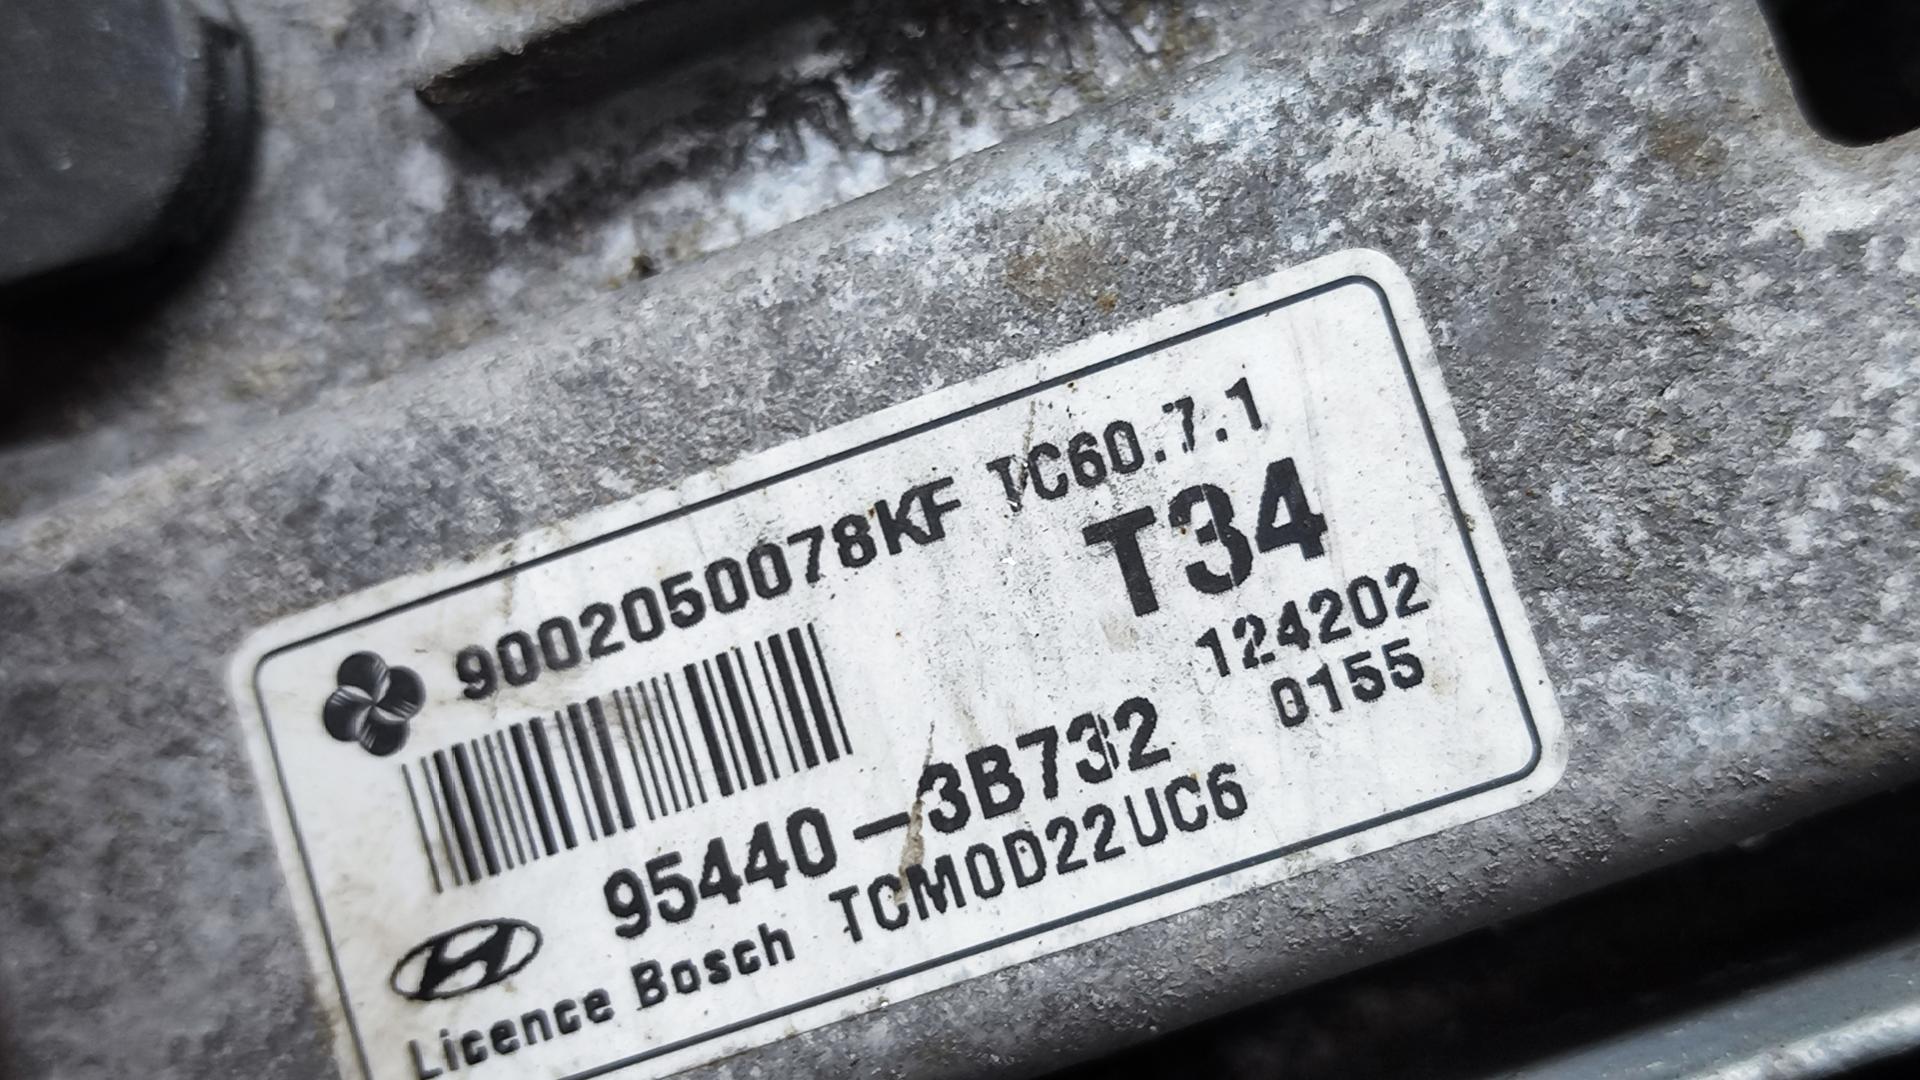 9002050078KF TC60.7.1
T34
124202
0155
95440-3B732
Licence Bosch TCM0D22UC6